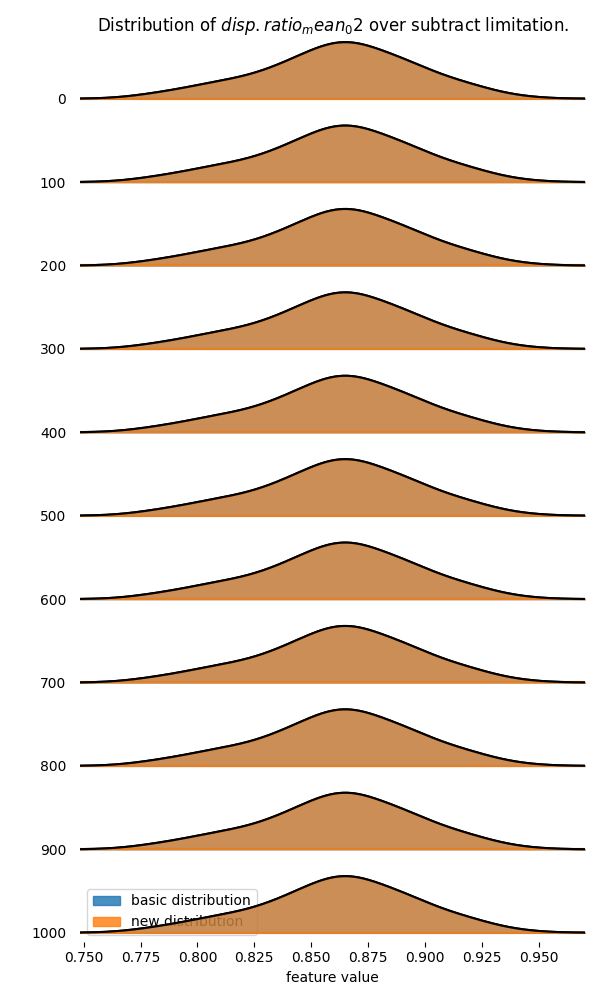 Distribution of disp.ratioₘean₀2 over subtract limitation.
0
100
200
300
400
500
600
700
800
900
basic distribution
new distribution
1000
0.750 0.775 0.800 0.825 0.850 0.875 0.900 0.925 0.950
feature value